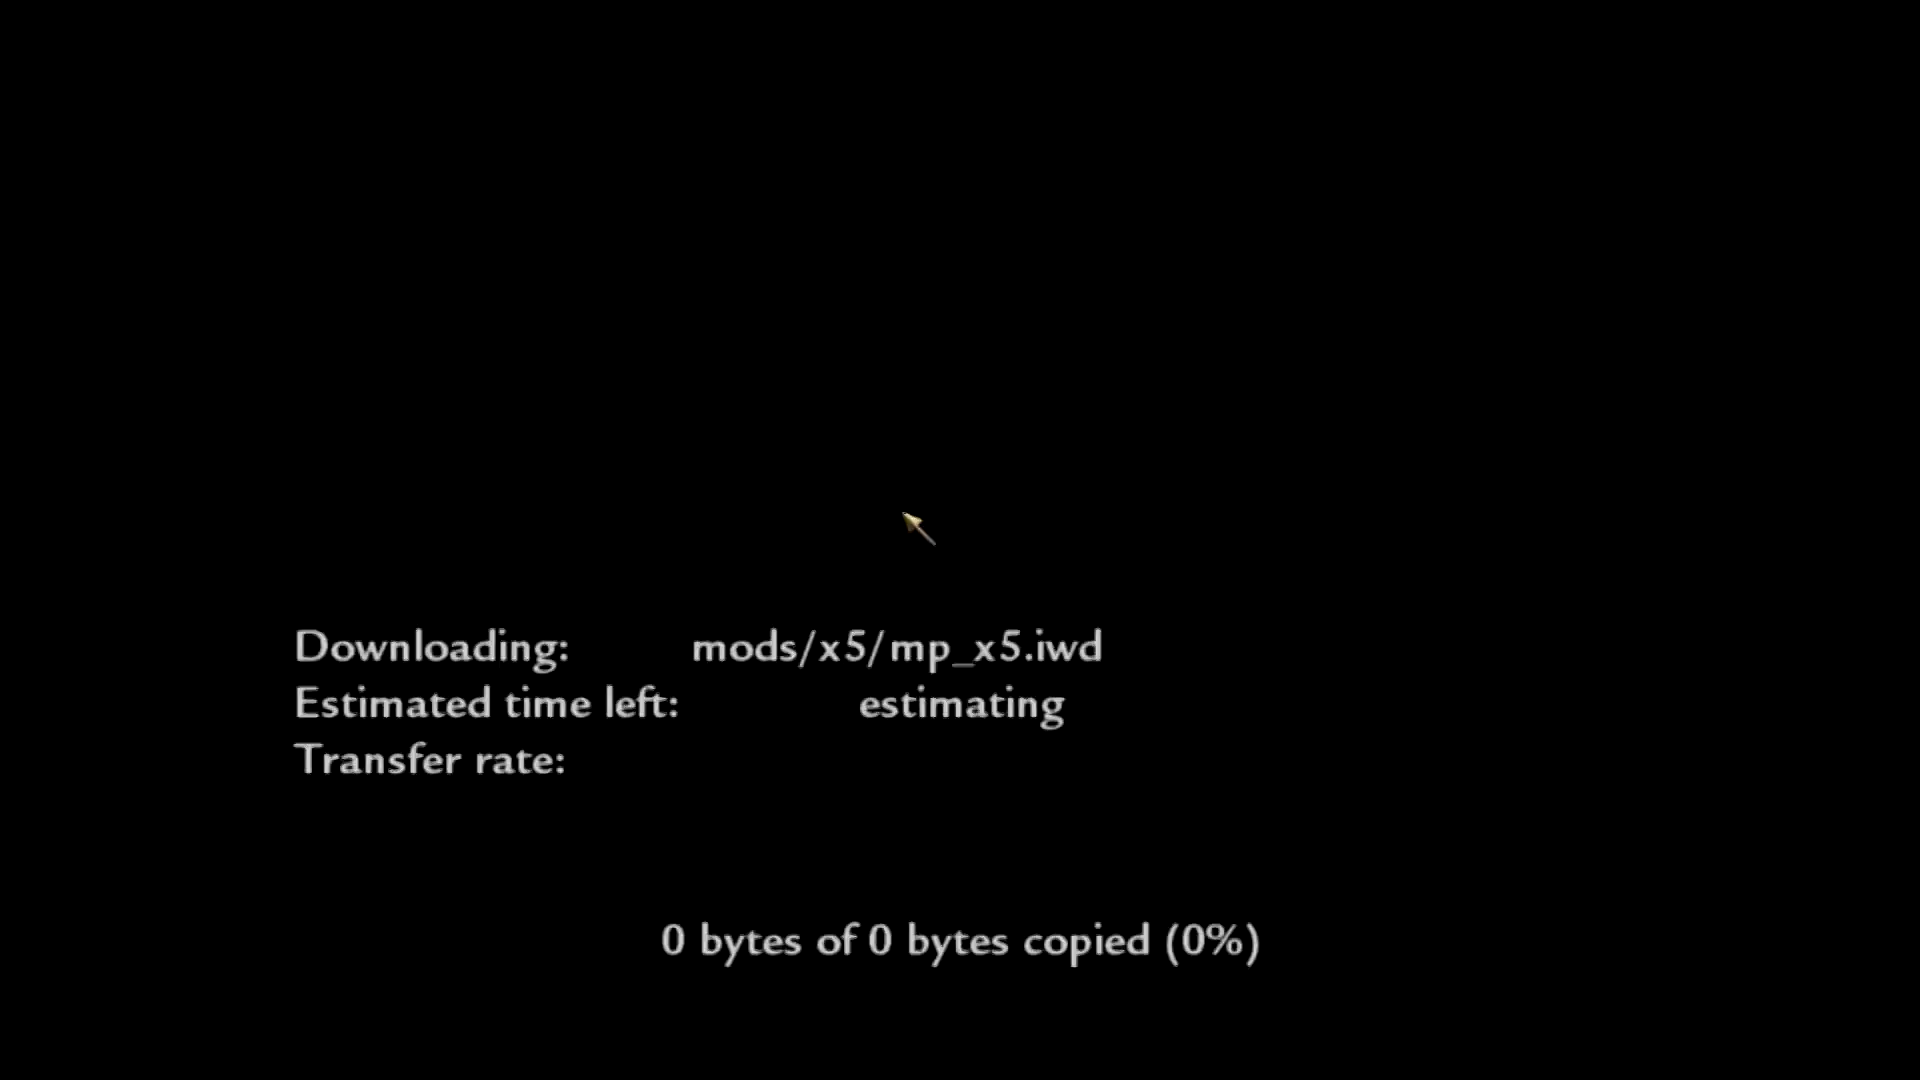 Downloading: mods/x5/mp_x5.iwd
Estimated time left: estimating
Transfer rate:
0 bytes of 0 bytes copied (0%)